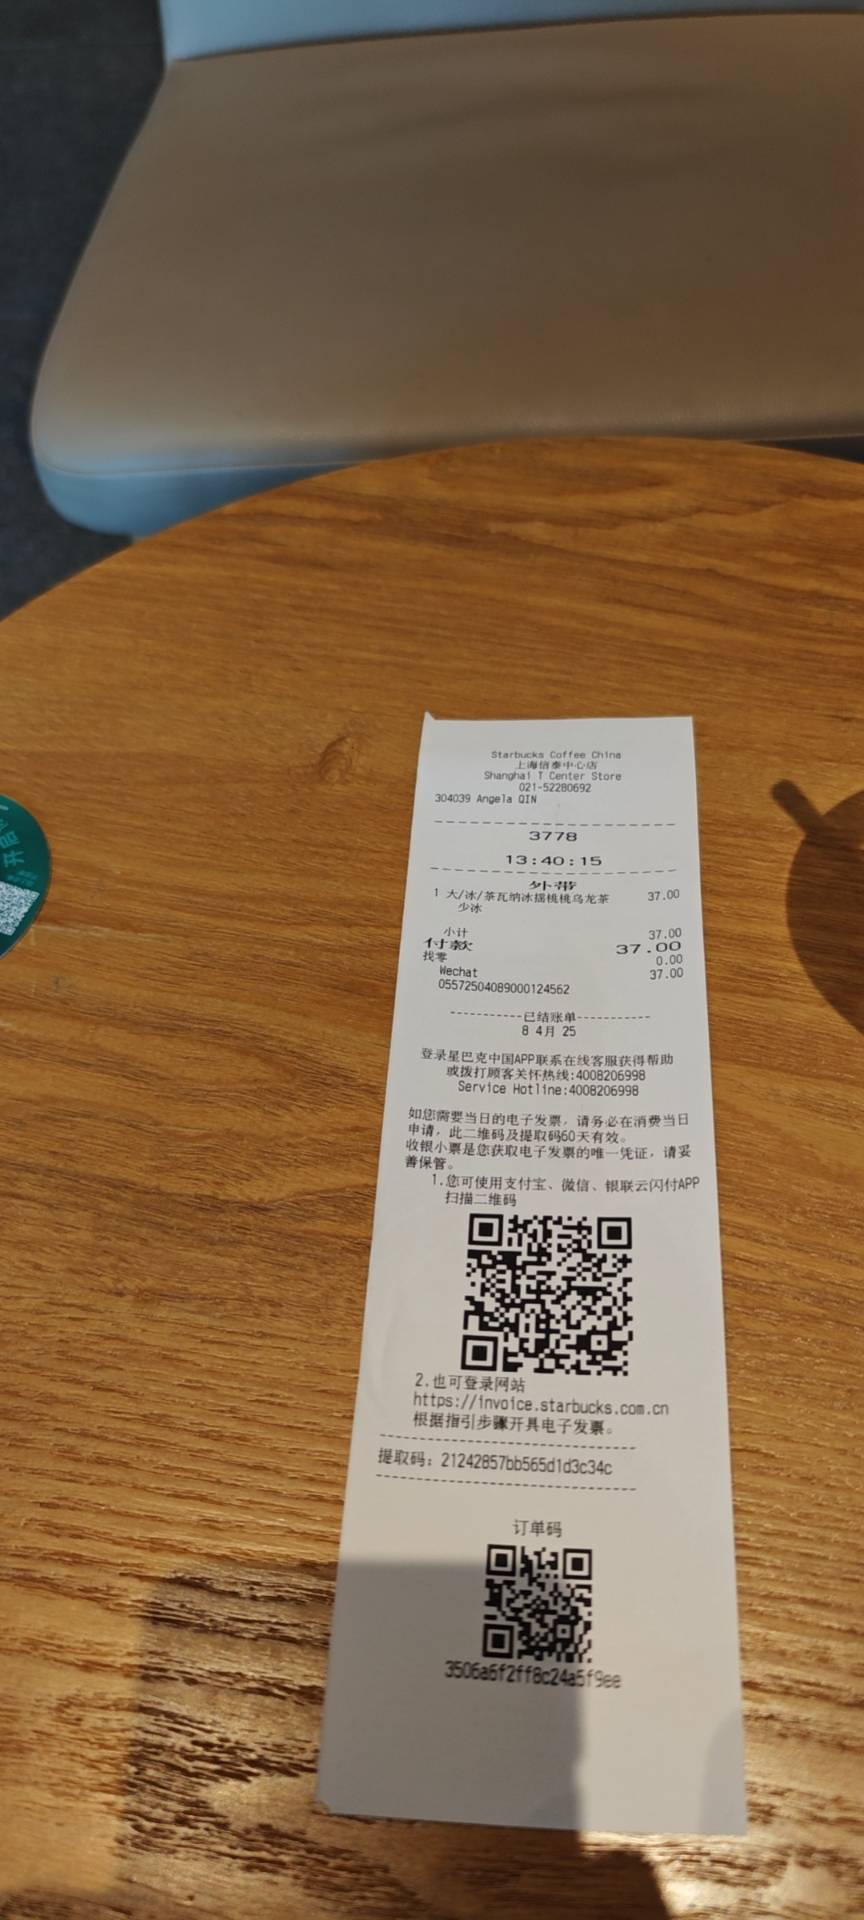 Starbucks Coffee China
上海信泰中心店
Shanghai T Center Store
021-52280692
304039 Angela QIN
3778
13:40:15
外带
1 大/冰/茶瓦纳冰摇桃桃乌龙茶 37.00
少冰
小计 37.00
付款 37.00
找零 0.00
Wechat 37.00
05572504089000124562
-----------已结账单-----------
8 4月 25
登录星巴克中国APP联系在线客服获得帮助
或拨打顾客关怀热线:4008206998
Service Hotline:4008206998
如您需要当日的电子发票，请务必在消费当日
申请，此二维码及提取码60天有效。
收银小票是您获取电子发票的唯一凭证，请妥
善保管。
1.您可使用支付宝、微信、银联云闪付APP
扫描二维码
2.也可登录网站
https://invoice.starbucks.com.cn
根据指引步骤开具电子发票。
提取码：21242857bb565d1d3c34c
订单码
3506a6f2ff8c24a5f9ee
开启